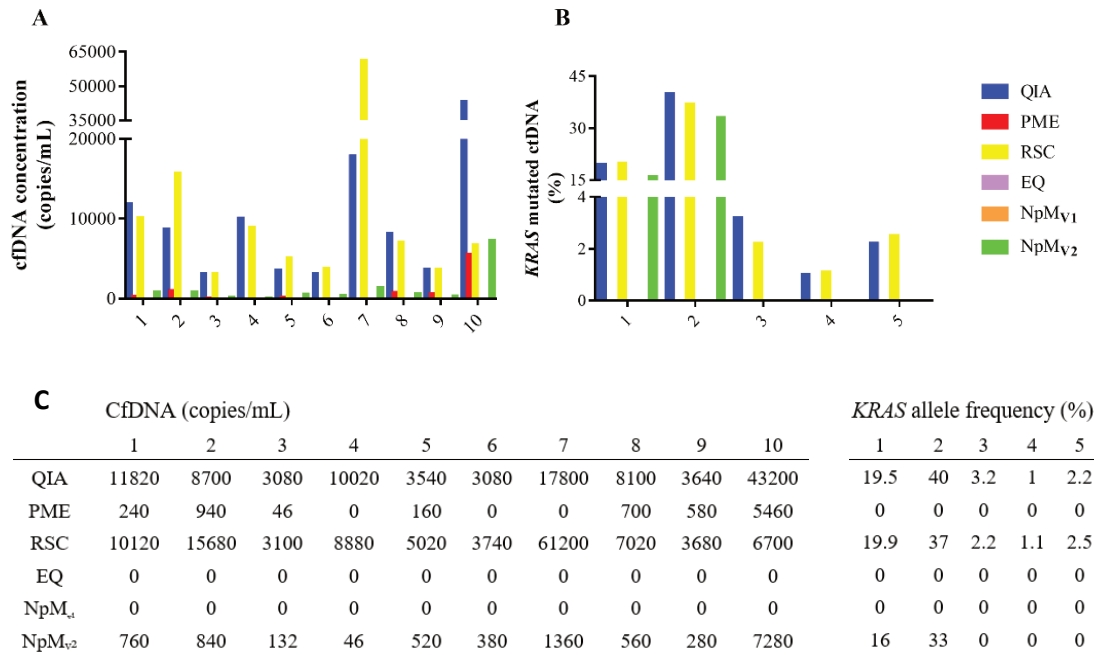 A
cfDNA concentration
(copies/mL)
65000
50000
35000
20000
10000
0
1 2 3 4 5 6 7 8 9 10
B
KRAS mutated ctDNA
(%)
45
30
15
4
2
0
1 2 3 4 5
QIA
PME
RSC
EQ
NpMV1
NpMV2
C CfDNA (copies/mL) KRAS allele frequency (%)
1 2 3 4 5 6 7 8 9 10 1 2 3 4 5
QIA 11820 8700 3080 10020 3540 3080 17800 8100 3640 43200 19.5 40 3.2 1 2.2
PME 240 940 46 0 160 0 0 700 580 5460 0 0 0 0 0
RSC 10120 15680 3100 8880 5020 3740 61200 7020 3680 6700 19.9 37 2.2 1.1 2.5
EQ 0 0 0 0 0 0 0 0 0 0 0 0 0 0 0
NpMv1 0 0 0 0 0 0 0 0 0 0 0 0 0 0 0
NpMv2 760 840 132 46 520 380 1360 560 280 7280 16 33 0 0 0